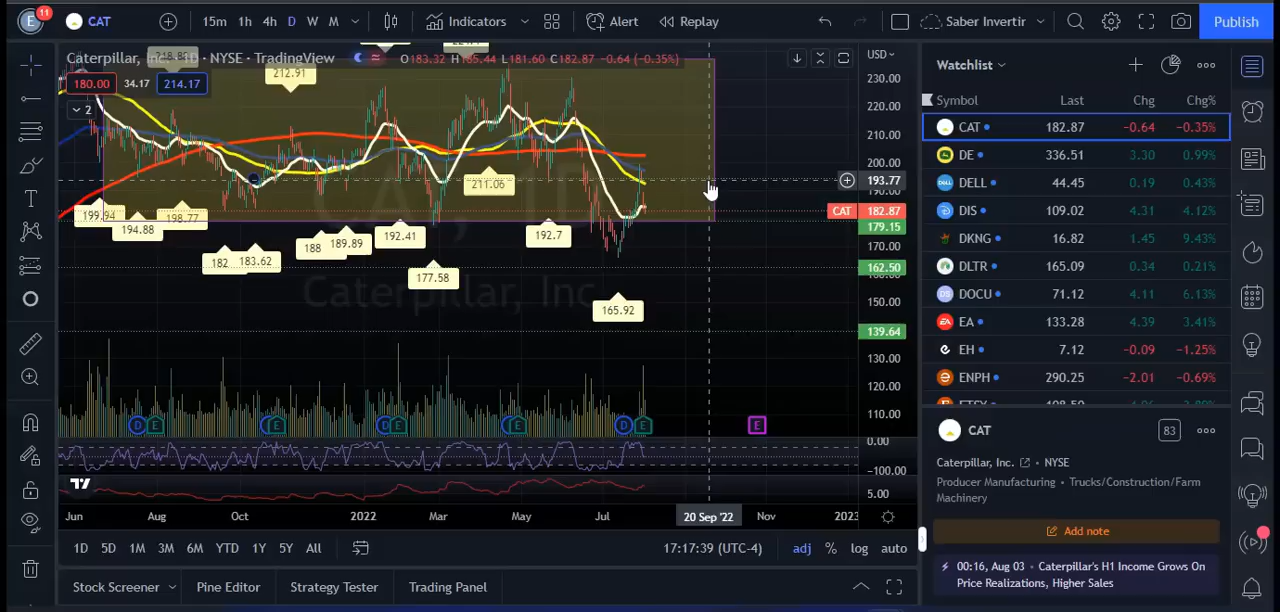 E 11 CAT 15m 1h 4h D W M Indicators Alert Replay Saber Invertir Publish
Caterpillar, Inc. 1D · NYSE · TradingView O183.32 L181.60 C182.87 −0.64 (−0.35%) USD
180.00 34.17 214.17
2
212.91
199.94
194.88
198.77
183.62
188
189.89
192.41
177.58
211.06
192.7
165.92
CAT, 1D
Caterpillar, Inc.
230.00
220.00
210.00
200.00
193.77
190.00
CAT 182.87
179.15
170.00
162.50
150.00
139.64
130.00
120.00
110.00
0.00
−100.00
5.00
D E E D E E D E E
Jun Aug Oct 2022 Mar May Jul 20 Sep '22 Nov 2023
1D 5D 1M 3M 6M YTD 1Y 5Y All 17:17:39 (UTC-4) adj % log auto
Stock Screener Pine Editor Strategy Tester Trading Panel
Watchlist
Symbol Last Chg Chg%
CAT 182.87 −0.64 −0.35%
DE 336.51 3.30 0.99%
DELL 44.45 0.19 0.43%
DIS 109.02 4.31 4.12%
DKNG 16.82 1.45 9.43%
DLTR 165.09 0.34 0.21%
DOCU 71.12 4.11 6.13%
EA 133.28 4.39 3.41%
EH 7.12 −0.09 −1.25%
ENPH 290.25 −2.01 −0.69%
CAT 83
Caterpillar, Inc. · NYSE
Producer Manufacturing · Trucks/Construction/Farm
Machinery
Add note
00:16, Aug 03 · Caterpillar's H1 Income Grows On
Price Realizations, Higher Sales